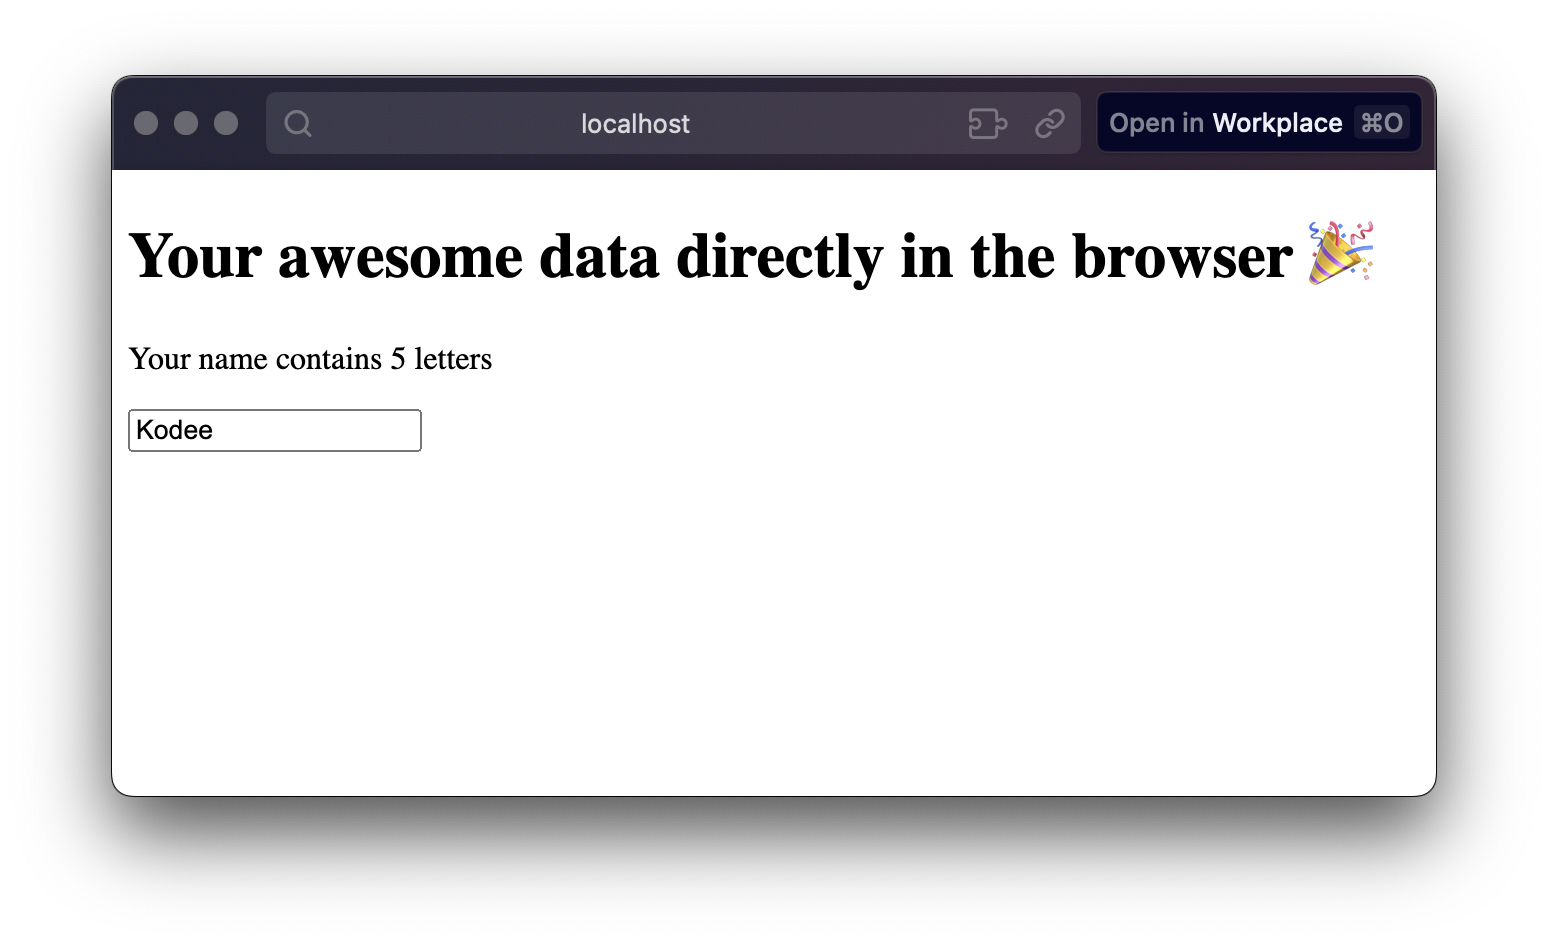 localhost
Open in Workplace ⌘O
Your awesome data directly in the browser 🎉
Your name contains 5 letters
Kodee